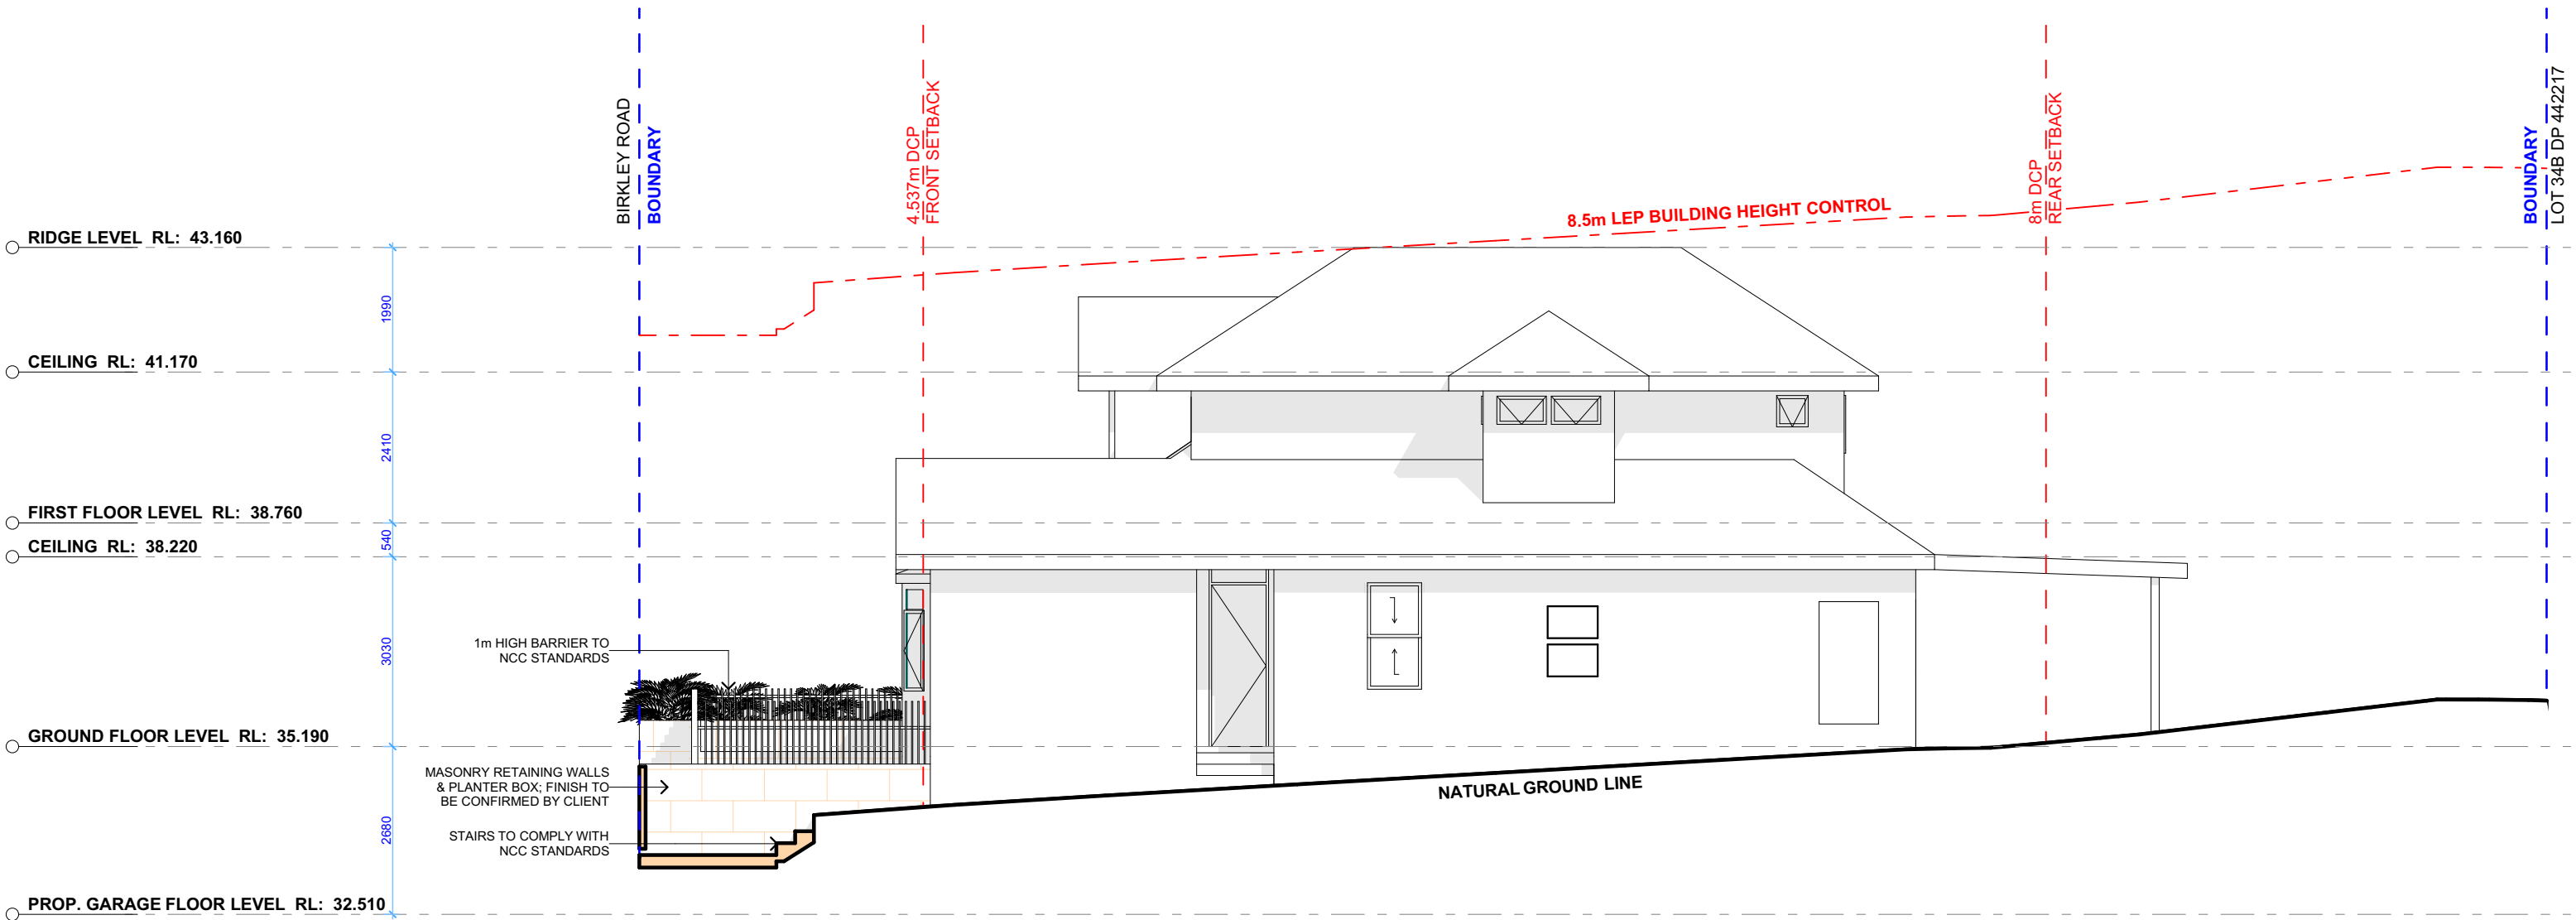 BIRKLEY ROAD
BOUNDARY
4.537m DCP
FRONT SETBACK
8m DCP
REAR SETBACK
BOUNDARY
LOT 34B DP 442217
8.5m LEP BUILDING HEIGHT CONTROL
RIDGE LEVEL RL: 43.160
1990
CEILING RL: 41.170
2410
FIRST FLOOR LEVEL RL: 38.760
540
CEILING RL: 38.220
3030
1m HIGH BARRIER TO
NCC STANDARDS
GROUND FLOOR LEVEL RL: 35.190
MASONRY RETAINING WALLS
& PLANTER BOX; FINISH TO
BE CONFIRMED BY CLIENT
NATURAL GROUND LINE
2680
STAIRS TO COMPLY WITH
NCC STANDARDS
PROP. GARAGE FLOOR LEVEL RL: 32.510